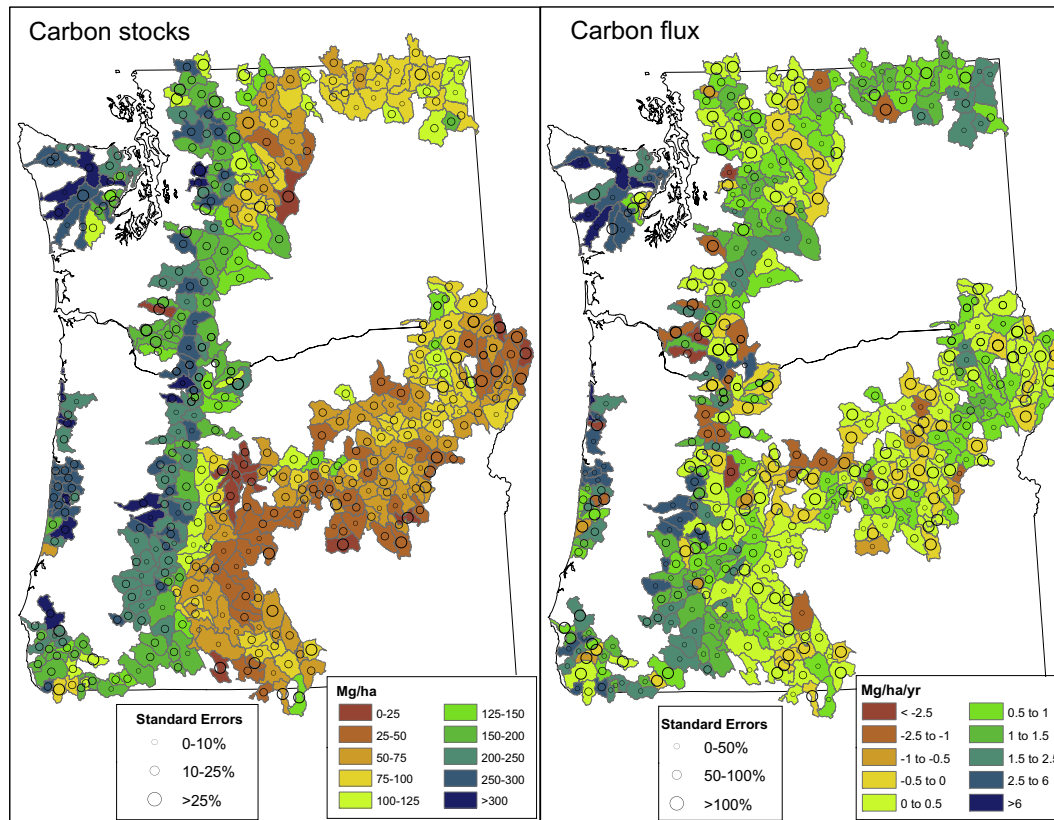 Carbon stocks
Standard Errors
0-10%
10-25%
>25%
Mg/ha
0-25
25-50
50-75
75-100
100-125
125-150
150-200
200-250
250-300
>300
Carbon flux
Standard Errors
0-50%
50-100%
>100%
Mg/ha/yr
< -2.5
-2.5 to -1
-1 to -0.5
-0.5 to 0
0 to 0.5
0.5 to 1
1 to 1.5
1.5 to 2.5
2.5 to 6
>6